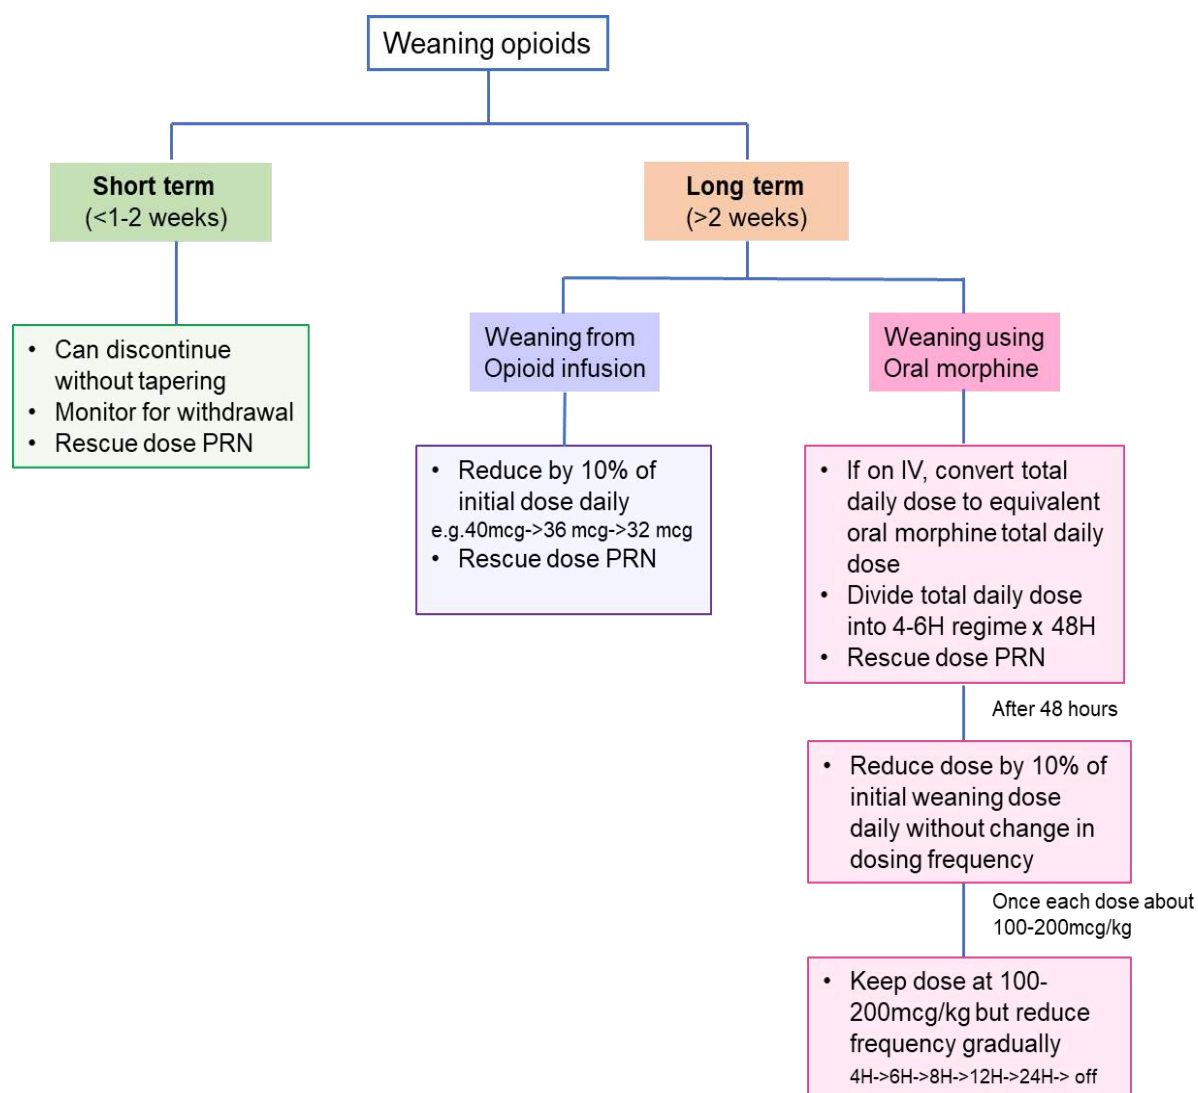 Weaning opioids
Short term
(<1-2 weeks)
Long term
(>2 weeks)
• Can discontinue
without tapering
• Monitor for withdrawal
• Rescue dose PRN
Weaning from
Opioid infusion
• Reduce by 10% of
initial dose daily
e.g.40mcg->36 mcg->32 mcg
• Rescue dose PRN
Weaning using
Oral morphine
• If on IV, convert total
daily dose to equivalent
oral morphine total daily
dose
• Divide total daily dose
into 4-6H regime x 48H
• Rescue dose PRN
After 48 hours
• Reduce dose by 10% of
initial weaning dose
daily without change in
dosing frequency
Once each dose about
100-200mcg/kg
• Keep dose at 100-
200mcg/kg but reduce
frequency gradually
4H->6H->8H->12H->24H-> off